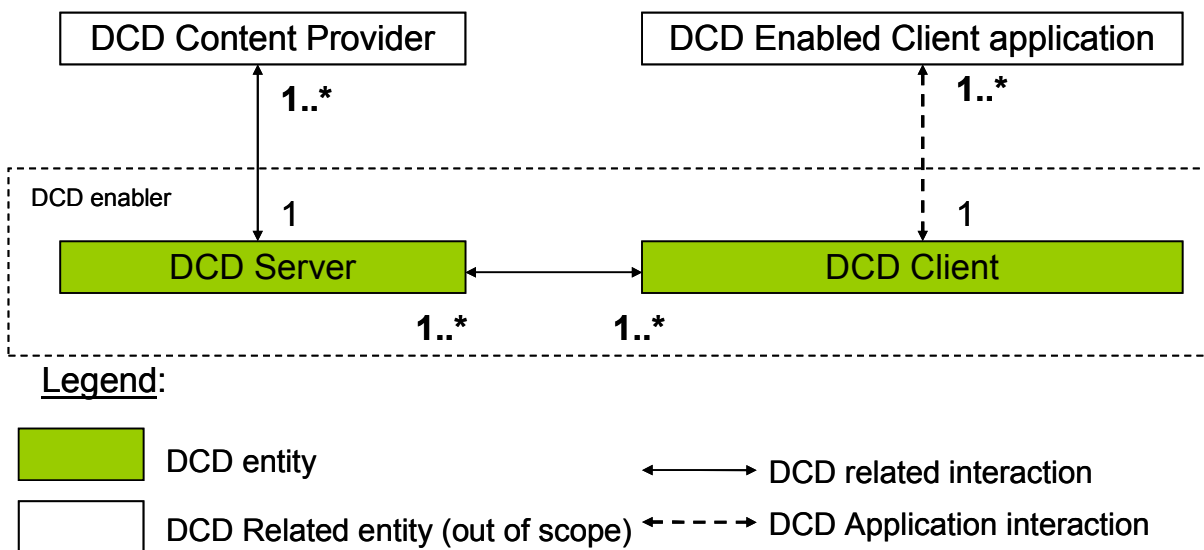 DCD Content Provider
DCD Enabled Client application
1..*
1..*
DCD enabler
1
1
DCD Server
DCD Client
1..*
1..*
Legend:
DCD entity
DCD related interaction
DCD Related entity (out of scope)
DCD Application interaction